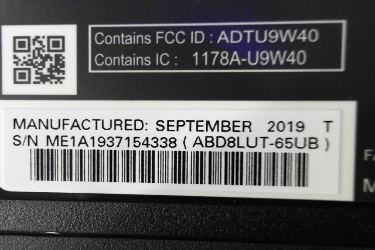 Contains FCC ID : ADTU9W40
Contains IC : 1178A-U9W40
MANUFACTURED: SEPTEMBER 2019 T
S/N ME1A1937154338 ( ABD8LUT-65UB )